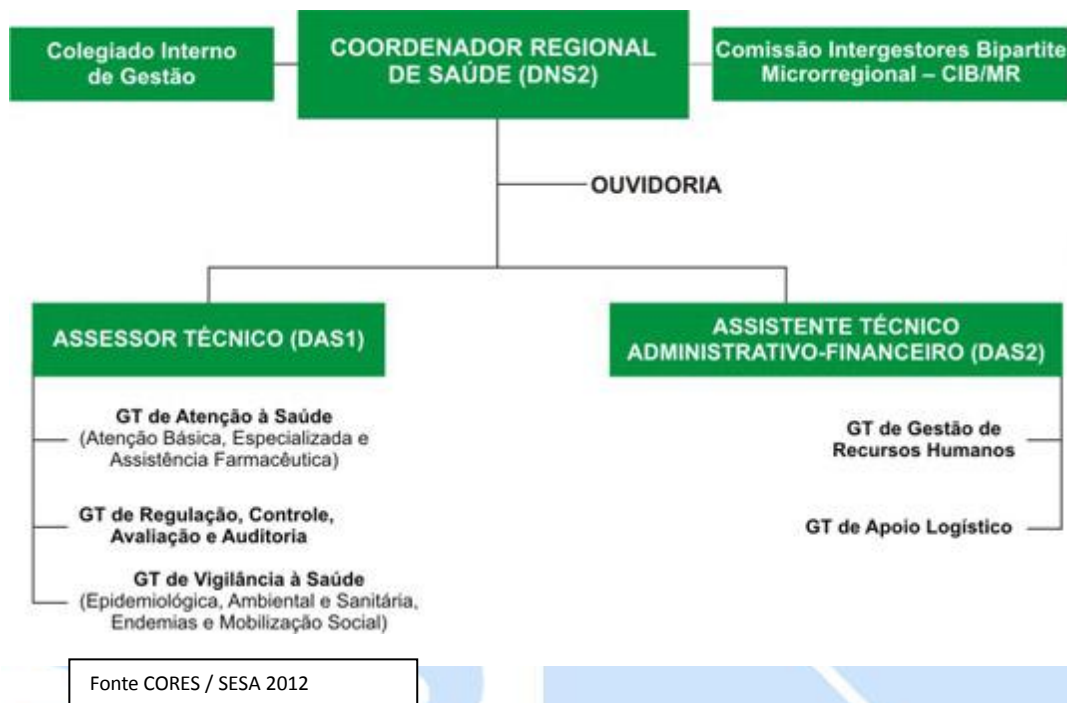 Colegiado Interno
de Gestão
COORDENADOR REGIONAL
DE SAÚDE (DNS2)
Comissão Intergestores Bipartite
Microrregional – CIB/MR
OUVIDORIA
ASSESSOR TÉCNICO (DAS1)
GT de Atenção à Saúde
(Atenção Básica, Especializada e
Assistência Farmacêutica)
GT de Regulação, Controle,
Avaliação e Auditoria
GT de Vigilância à Saúde
(Epidemiológica, Ambiental e Sanitária,
Endemias e Mobilização Social)
ASSISTENTE TÉCNICO
ADMINISTRATIVO-FINANCEIRO (DAS2)
GT de Gestão de
Recursos Humanos
GT de Apoio Logístico
Fonte CORES / SESA 2012